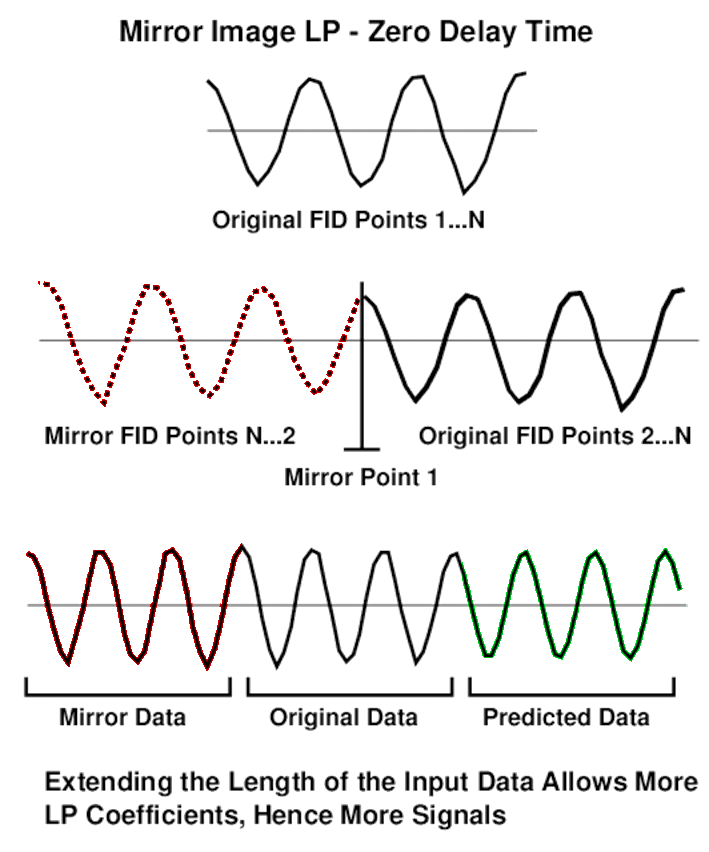 Mirror Image LP - Zero Delay Time
Original FID Points 1...N
Mirror FID Points N...2
Original FID Points 2...N
Mirror Point 1
Mirror Data
Original Data
Predicted Data
Extending the Length of the Input Data Allows More
LP Coefficients, Hence More Signals